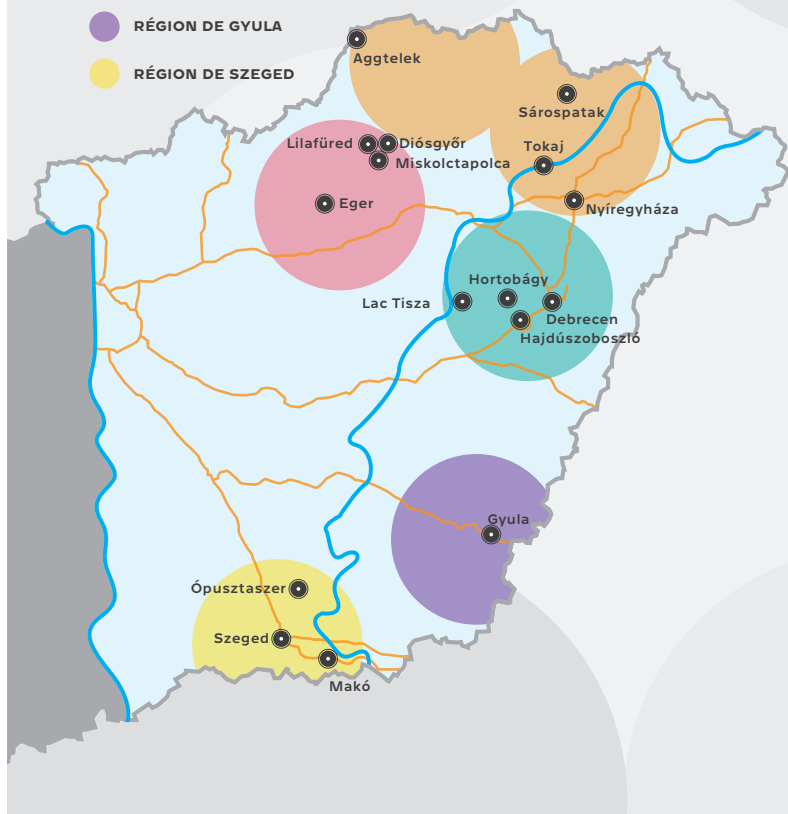 RÉGION DE GYULA
RÉGION DE SZEGED
Aggtelek
Sárospatak
Lilafüred
Diósgyőr
Tokaj
Miskolctapolca
Eger
Nyíregyháza
Hortobágy
Lac Tisza
Debrecen
Hajdúszoboszló
Gyula
Ópusztaszer
Szeged
Makó